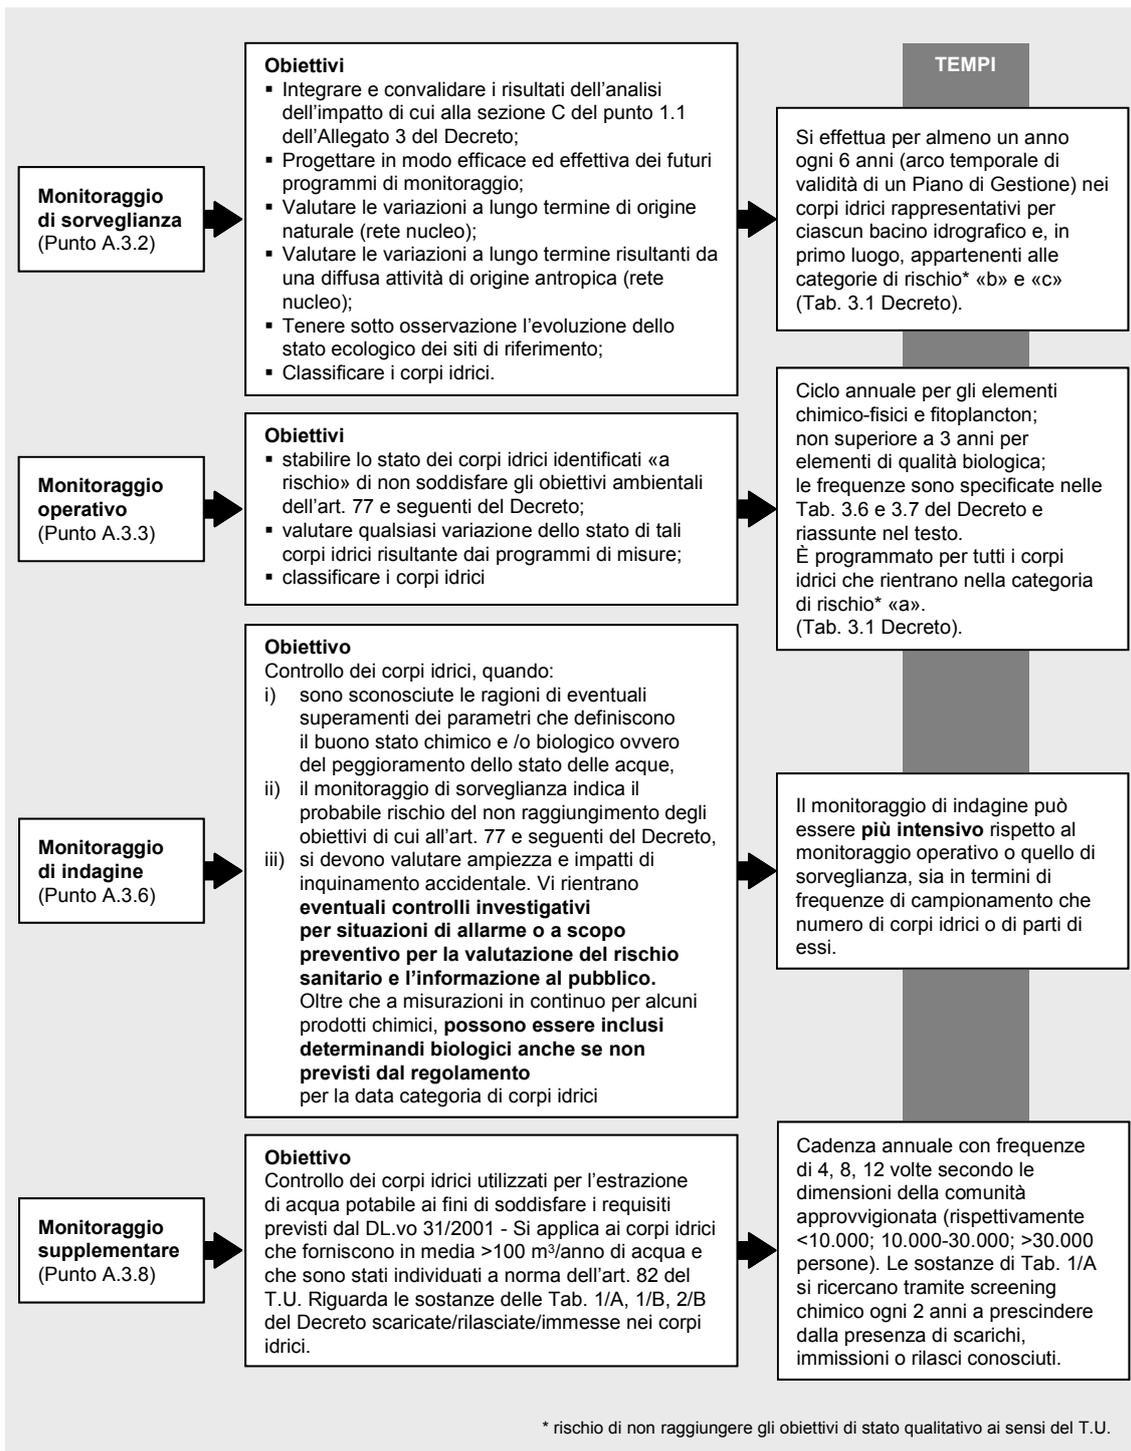 TEMPI
Monitoraggio
di sorveglianza
(Punto A.3.2)
Obiettivi
▪ Integrare e convalidare i risultati dell’analisi
dell’impatto di cui alla sezione C del punto 1.1
dell’Allegato 3 del Decreto;
▪ Progettare in modo efficace ed effettiva dei futuri
programmi di monitoraggio;
▪ Valutare le variazioni a lungo termine di origine
naturale (rete nucleo);
▪ Valutare le variazioni a lungo termine risultanti da
una diffusa attività di origine antropica (rete
nucleo);
▪ Tenere sotto osservazione l’evoluzione dello
stato ecologico dei siti di riferimento;
▪ Classificare i corpi idrici.
Si effettua per almeno un anno
ogni 6 anni (arco temporale di
validità di un Piano di Gestione) nei
corpi idrici rappresentativi per
ciascun bacino idrografico e, in
primo luogo, appartenenti alle
categorie di rischio* «b» e «c»
(Tab. 3.1 Decreto).
Monitoraggio
operativo
(Punto A.3.3)
Obiettivi
▪ stabilire lo stato dei corpi idrici identificati «a
rischio» di non soddisfare gli obiettivi ambientali
dell’art. 77 e seguenti del Decreto;
▪ valutare qualsiasi variazione dello stato di tali
corpi idrici risultante dai programmi di misure;
▪ classificare i corpi idrici
Ciclo annuale per gli elementi
chimico-fisici e fitoplancton;
non superiore a 3 anni per
elementi di qualità biologica;
le frequenze sono specificate nelle
Tab. 3.6 e 3.7 del Decreto e
riassunte nel testo.
È programmato per tutti i corpi
idrici che rientrano nella categoria
di rischio* «a».
(Tab. 3.1 Decreto).
Monitoraggio
di indagine
(Punto A.3.6)
Obiettivo
Controllo dei corpi idrici, quando:
i) sono sconosciute le ragioni di eventuali
superamenti dei parametri che definiscono
il buono stato chimico e /o biologico ovvero
del peggioramento dello stato delle acque,
ii) il monitoraggio di sorveglianza indica il
probabile rischio del non raggiungimento degli
obiettivi di cui all’art. 77 e seguenti del Decreto,
iii) si devono valutare ampiezza e impatti di
inquinamento accidentale. Vi rientrano
eventuali controlli investigativi
per situazioni di allarme o a scopo
preventivo per la valutazione del rischio
sanitario e l’informazione al pubblico.
Oltre che a misurazioni in continuo per alcuni
prodotti chimici, possono essere inclusi
determinandi biologici anche se non
previsti dal regolamento
per la data categoria di corpi idrici
Il monitoraggio di indagine può
essere più intensivo rispetto al
monitoraggio operativo o quello di
sorveglianza, sia in termini di
frequenze di campionamento che
numero di corpi idrici o di parti di
essi.
Monitoraggio
supplementare
(Punto A.3.8)
Obiettivo
Controllo dei corpi idrici utilizzati per l’estrazione
di acqua potabile ai fini di soddisfare i requisiti
previsti dal DL.vo 31/2001 - Si applica ai corpi idrici
che forniscono in media >100 m³/anno di acqua e
che sono stati individuati a norma dell’art. 82 del
T.U. Riguarda le sostanze delle Tab. 1/A, 1/B, 2/B
del Decreto scaricate/rilasciate/immesse nei corpi
idrici.
Cadenza annuale con frequenze
di 4, 8, 12 volte secondo le
dimensioni della comunità
approvvigionata (rispettivamente
<10.000; 10.000-30.000; >30.000
persone). Le sostanze di Tab. 1/A
si ricercano tramite screening
chimico ogni 2 anni a prescindere
dalla presenza di scarichi,
immissioni o rilasci conosciuti.
* rischio di non raggiungere gli obiettivi di stato qualitativo ai sensi del T.U.